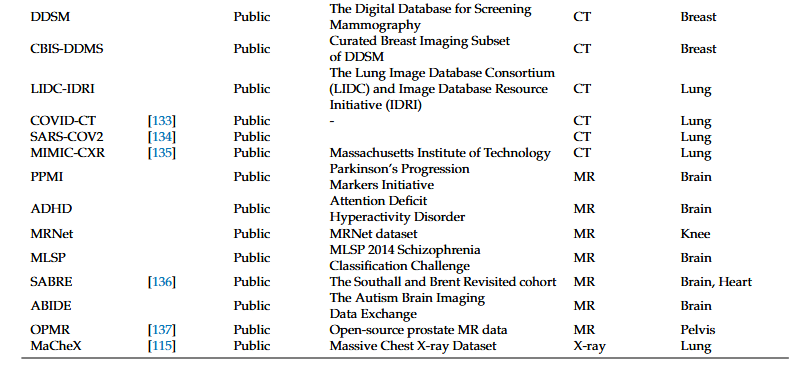 The Digital Database for Screening
DDSM Public CT Breast
Mammography
Curated Breast Imaging Subset
CBIS-DDMS Public CT Breast
of DDSM
The Lung Image Database Consortium
LIDC-IDRI Public (LIDC) and Image Database Resource CT Lung
Initiative (IDRI)
COVID-CT [133] Public - CT Lung
SARS-COV2 [134] Public CT Lung
MIMIC-CXR [135] Public Massachusetts Institute of Technology CT Lung
Parkinson's Progression
PPMI Public MR Brain
Markers Initiative
Attention Deficit
ADHD Public MR Brain
Hyperactivity Disorder
MRNet Public MRNet dataset MR Knee
MLSP 2014 Schizophrenia
MLSP Public MR Brain
Classification Challenge
SABRE [136] Public The Southall and Brent Revisited cohort MR Brain, Heart
The Autism Brain Imaging
ABIDE Public MR Brain
Data Exchange
OPMR [137] Public Open-source prostate MR data MR Pelvis
MaCheX [115] Public Massive Chest X-ray Dataset X-ray Lung